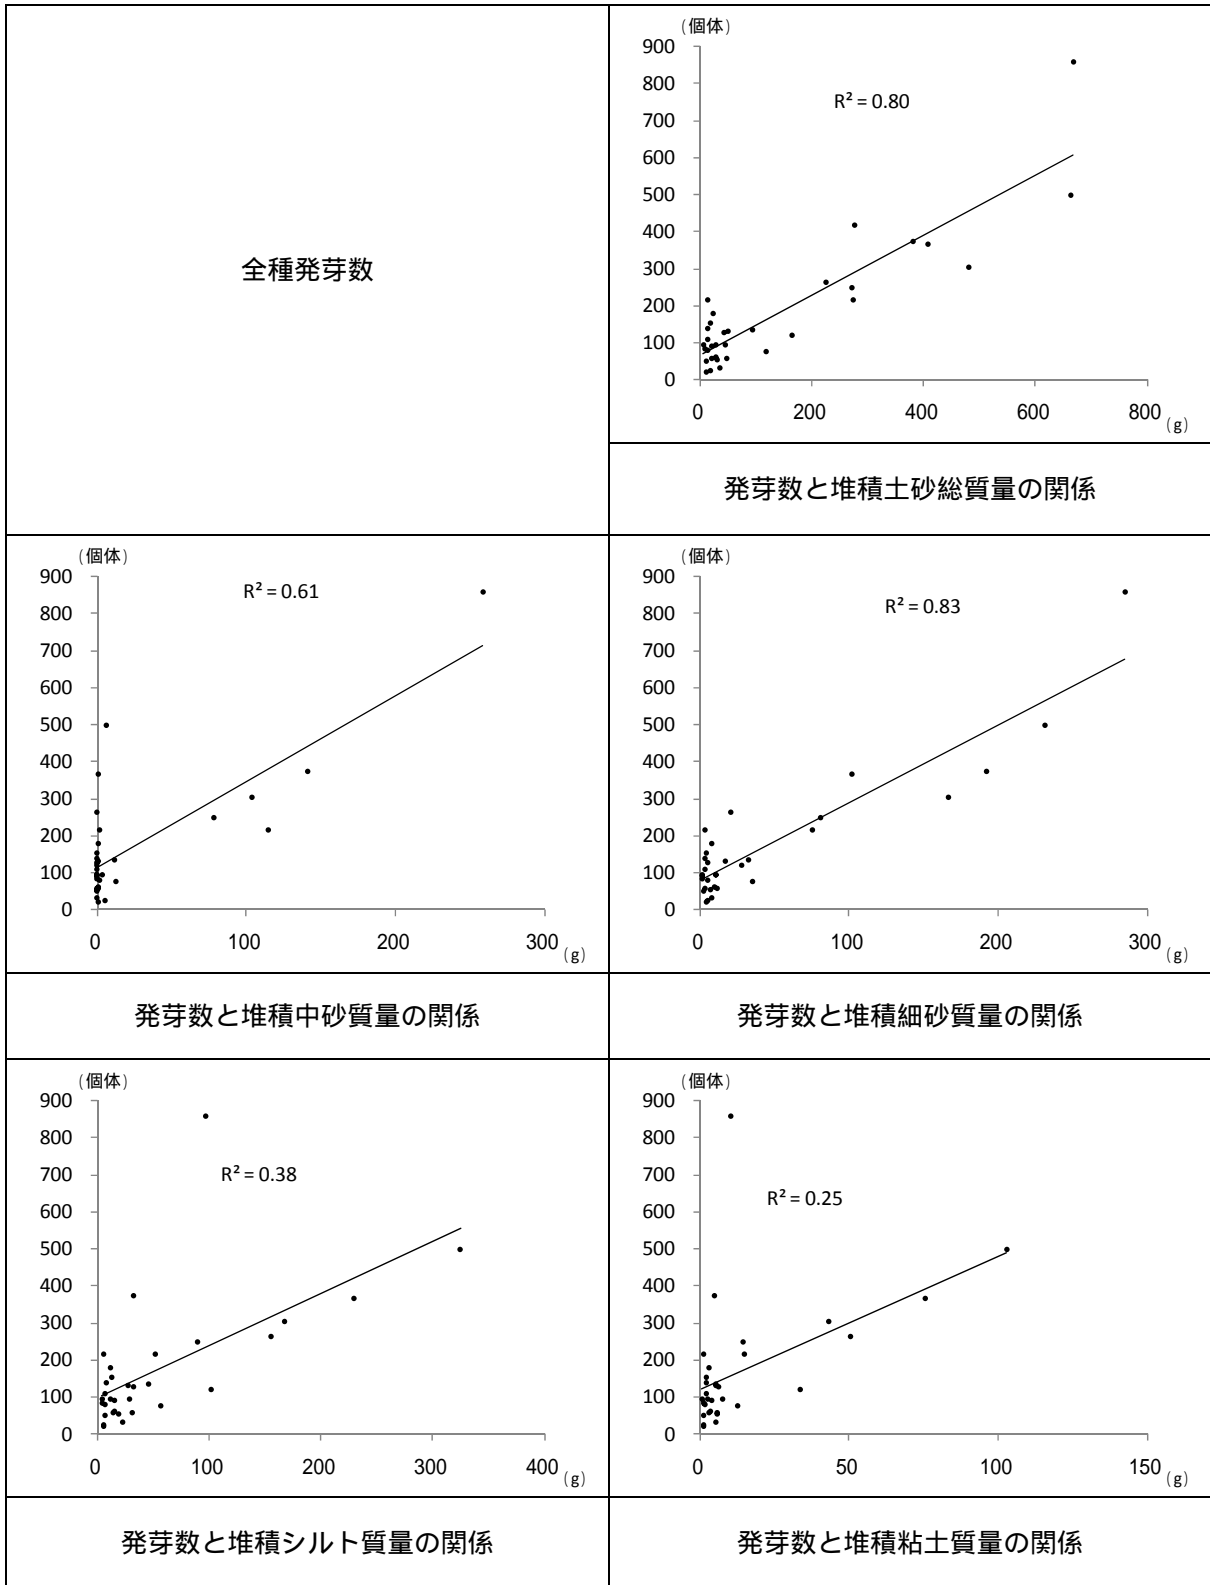 全種発芽数
(個体)
900
800
700
600
500
400
300
200
100
0
R² = 0.80
0 200 400 600 800 (g)
発芽数と堆積土砂総質量の関係
(個体)
900
800
700
600
500
400
300
200
100
0
R² = 0.61
0 100 200 300 (g)
発芽数と堆積中砂質量の関係
(個体)
900
800
700
600
500
400
300
200
100
0
R² = 0.83
0 100 200 300 (g)
発芽数と堆積細砂質量の関係
(個体)
900
800
700
600
500
400
300
200
100
0
R² = 0.38
0 100 200 300 400 (g)
発芽数と堆積シルト質量の関係
(個体)
900
800
700
600
500
400
300
200
100
0
R² = 0.25
0 50 100 150 (g)
発芽数と堆積粘土質量の関係